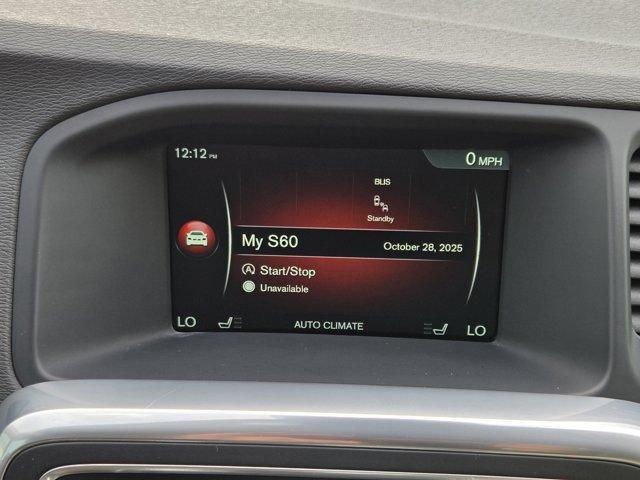 12:12 PM
0 MPH
BLIS
Standby
My S60 October 28, 2025
Start/Stop
Unavailable
LO AUTO CLIMATE LO